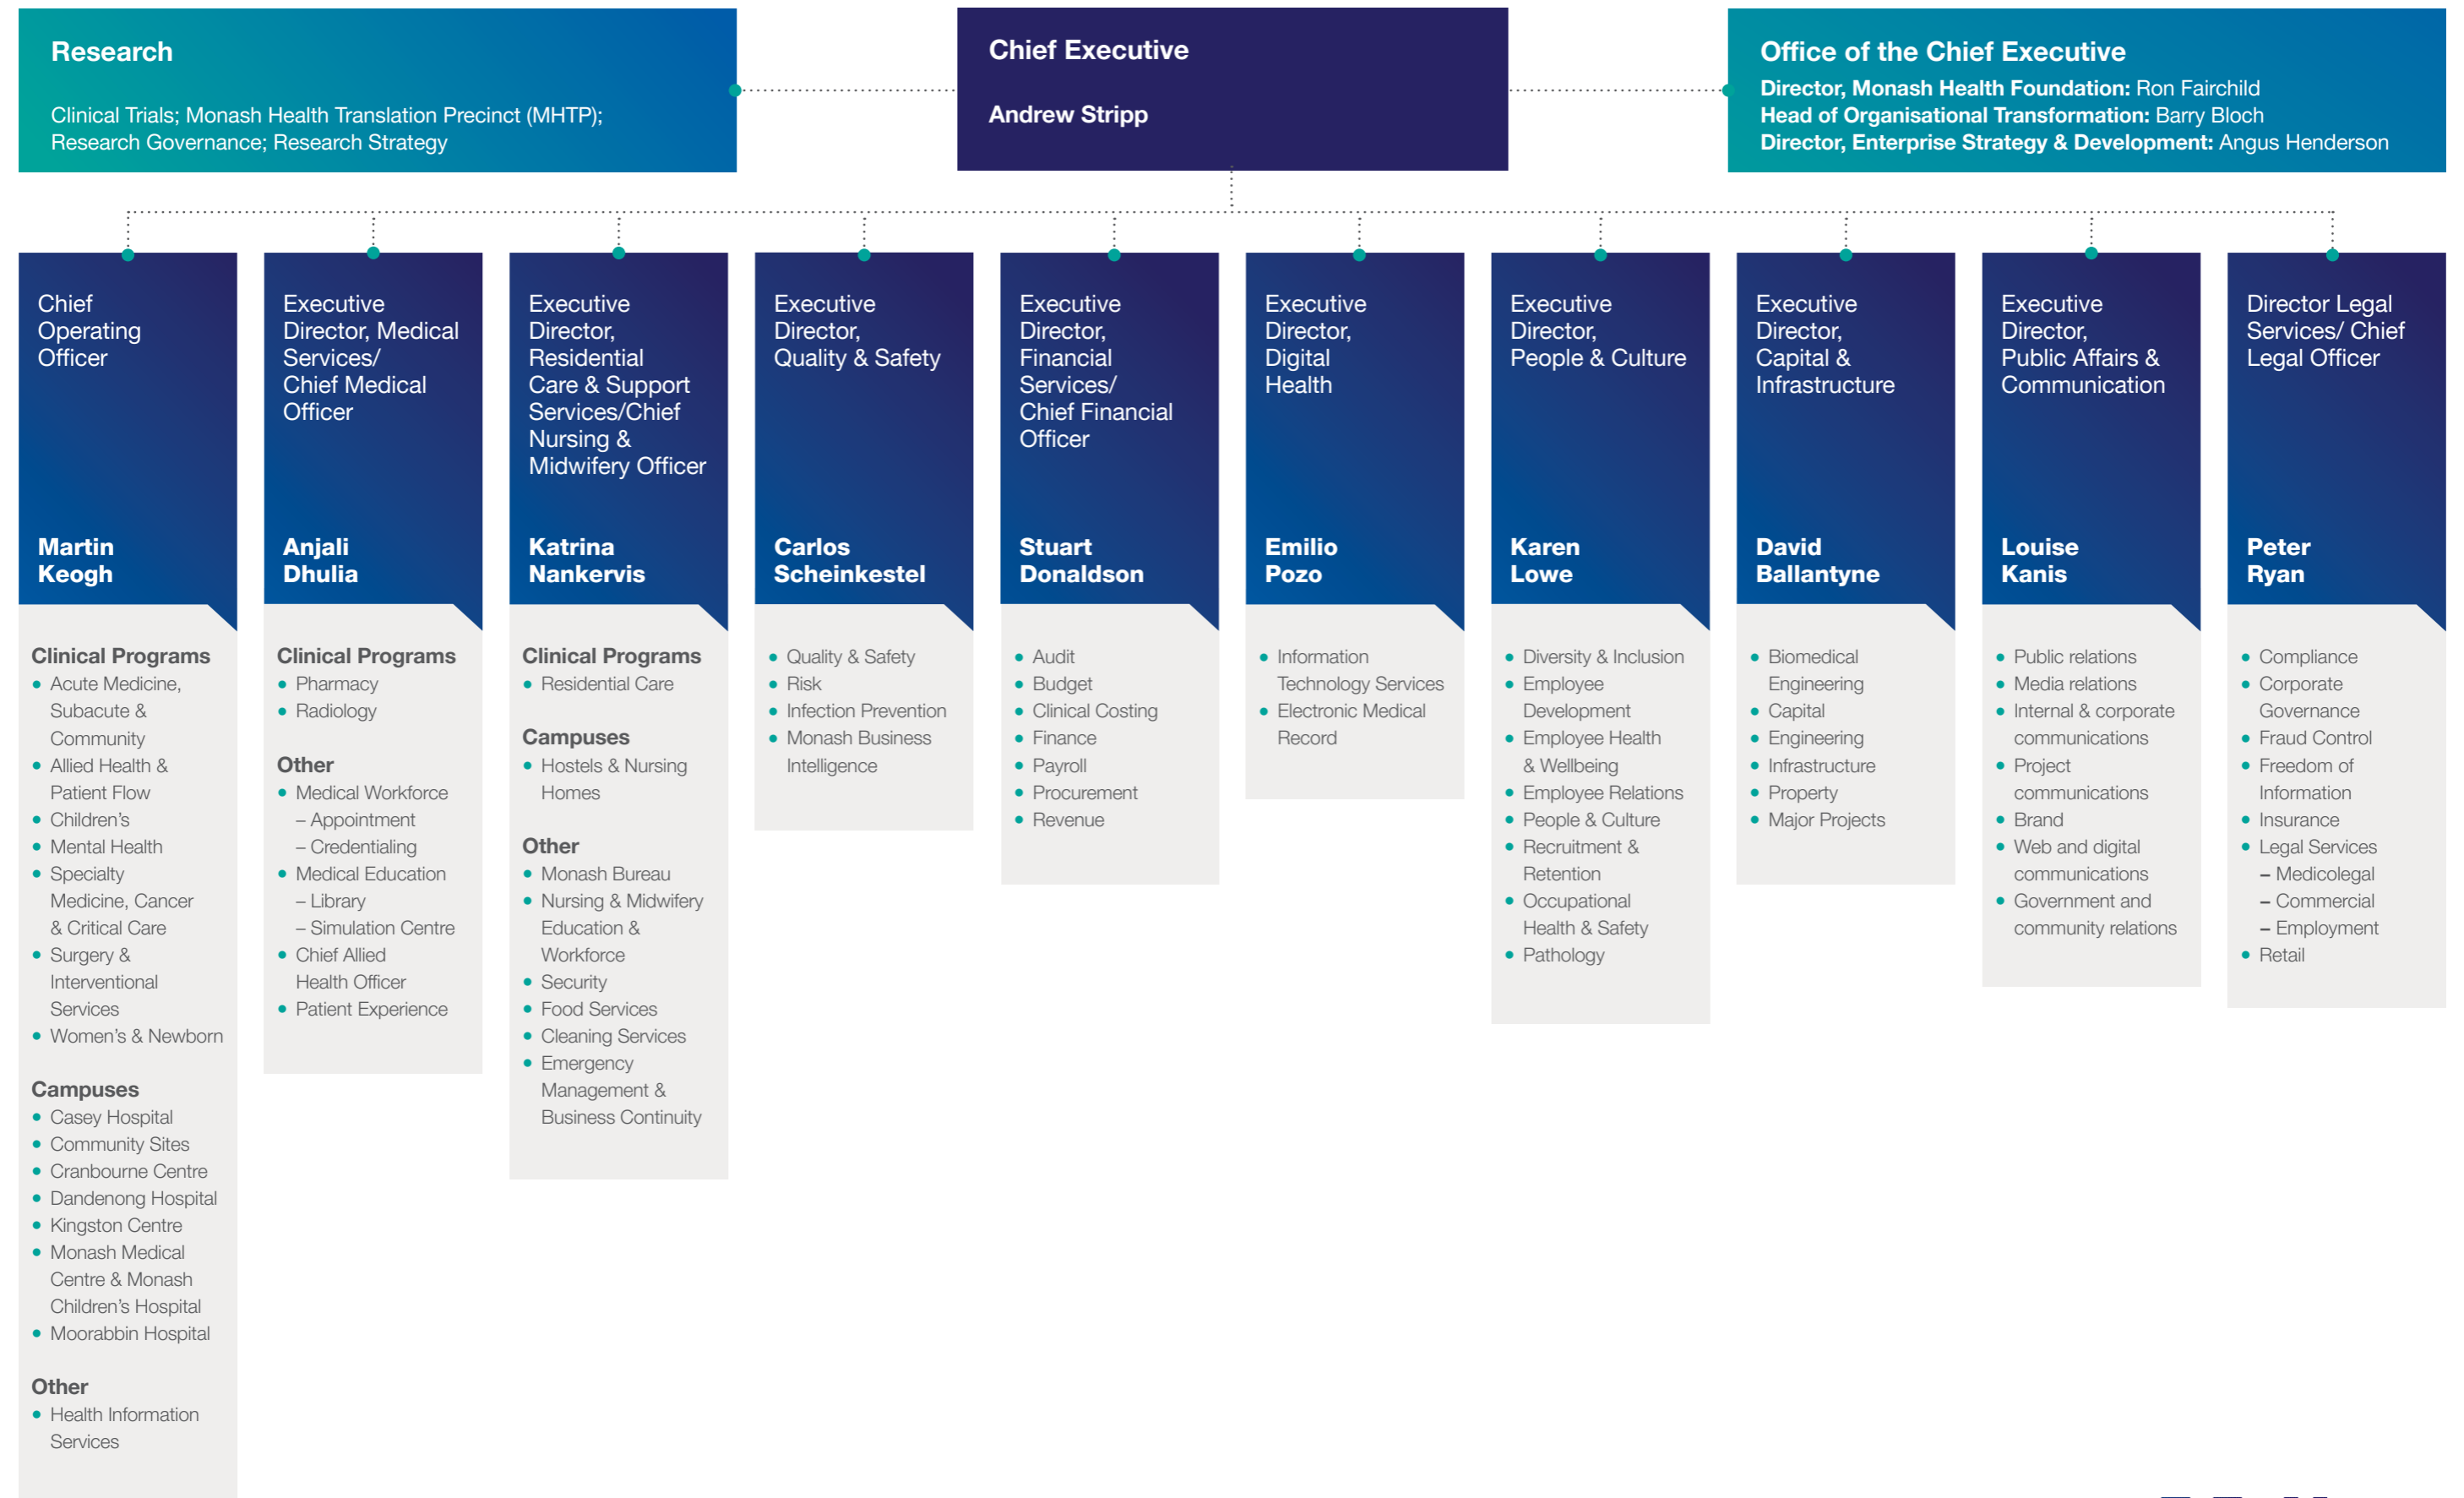 Research
Clinical Trials; Monash Health Translation Precinct (MHTP);
Research Governance; Research Strategy
Chief Executive
Andrew Stripp
Office of the Chief Executive
Director, Monash Health Foundation: Ron Fairchild
Head of Organisational Transformation: Barry Bloch
Director, Enterprise Strategy & Development: Angus Henderson
Chief
Operating
Officer
Martin
Keogh
Clinical Programs
• Acute Medicine,
Subacute &
Community
• Allied Health &
Patient Flow
• Children's
• Mental Health
• Specialty
Medicine, Cancer
& Critical Care
• Surgery &
Interventional
Services
• Women's & Newborn
Campuses
• Casey Hospital
• Community Sites
• Cranbourne Centre
• Dandenong Hospital
• Kingston Centre
• Monash Medical
Centre & Monash
Children's Hospital
• Moorabbin Hospital
Other
• Health Information
Services
Executive
Director, Medical
Services/
Chief Medical
Officer
Anjali
Dhulia
Clinical Programs
• Pharmacy
• Radiology
Other
• Medical Workforce
– Appointment
– Credentialing
• Medical Education
– Library
– Simulation Centre
• Chief Allied
Health Officer
• Patient Experience
Executive
Director,
Residential
Care & Support
Services/Chief
Nursing &
Midwifery Officer
Katrina
Nankervis
Clinical Programs
• Residential Care
Campuses
• Hostels & Nursing
Homes
Other
• Monash Bureau
• Nursing & Midwifery
Education &
Workforce
• Security
• Food Services
• Cleaning Services
• Emergency
Management &
Business Continuity
Executive
Director,
Quality & Safety
Carlos
Scheinkestel
• Quality & Safety
• Risk
• Infection Prevention
• Monash Business
Intelligence
Executive
Director,
Financial
Services/
Chief Financial
Officer
Stuart
Donaldson
• Audit
• Budget
• Clinical Costing
• Finance
• Payroll
• Procurement
• Revenue
Executive
Director,
Digital
Health
Emilio
Pozo
• Information
Technology Services
• Electronic Medical
Record
Executive
Director,
People & Culture
Karen
Lowe
• Diversity & Inclusion
• Employee
Development
• Employee Health
& Wellbeing
• Employee Relations
• People & Culture
• Recruitment &
Retention
• Occupational
Health & Safety
• Pathology
Executive
Director,
Capital &
Infrastructure
David
Ballantyne
• Biomedical
Engineering
• Capital
• Engineering
• Infrastructure
• Property
• Major Projects
Executive
Director,
Public Affairs &
Communication
Louise
Kanis
• Public relations
• Media relations
• Internal & corporate
communications
• Project
communications
• Brand
• Web and digital
communications
• Government and
community relations
Director Legal
Services/ Chief
Legal Officer
Peter
Ryan
• Compliance
• Corporate
Governance
• Fraud Control
• Freedom of
Information
• Insurance
• Legal Services
– Medicolegal
– Commercial
– Employment
• Retail